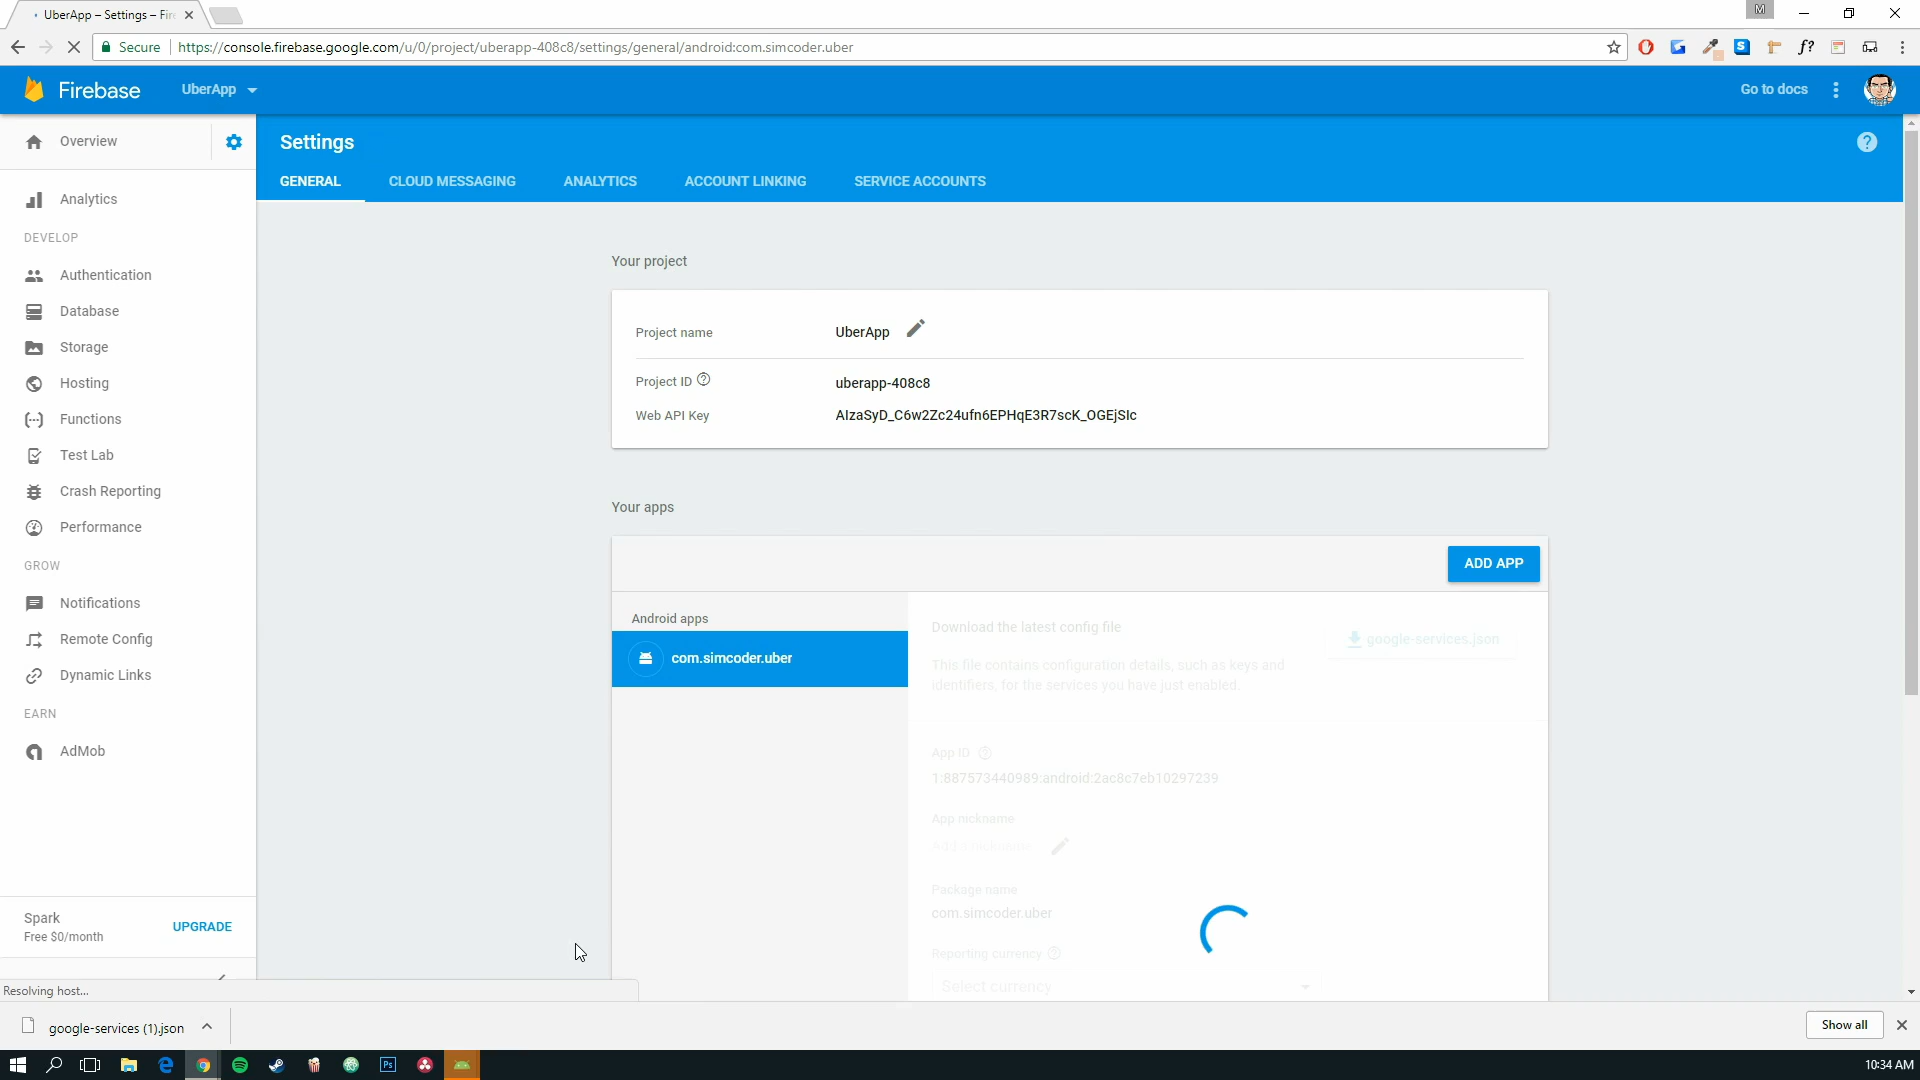 UberApp – Settings – Fir
M
Secure
https://console.firebase.google.com/u/0/project/uberapp-408c8/settings/general/android:com.simcoder.uber
S
f?
Firebase
UberApp
Go to docs
Overview
Settings
?
GENERAL
CLOUD MESSAGING
ANALYTICS
ACCOUNT LINKING
SERVICE ACCOUNTS
Analytics
DEVELOP
Authentication
Database
Storage
Hosting
Functions
Test Lab
Crash Reporting
Performance
GROW
Notifications
Remote Config
Dynamic Links
EARN
AdMob
Spark
Free $0/month
UPGRADE
Your project
Project name
UberApp
Project ID
uberapp-408c8
Web API Key
AIzaSyD_C6w2Zc24ufn6EPHqE3R7scK_OGEjSIc
Your apps
ADD APP
Android apps
com.simcoder.uber
Download the latest config file
google-services.json
This file contains configuration details, such as keys and
identifiers, for the services you have just enabled.
App ID
1:887573440989:android:2ac8c7eb10297239
App nickname
Add a nickname
Package name
com.simcoder.uber
Reporting currency
Select currency
Resolving host...
google-services (1).json
Show all
Ps
10:34 AM